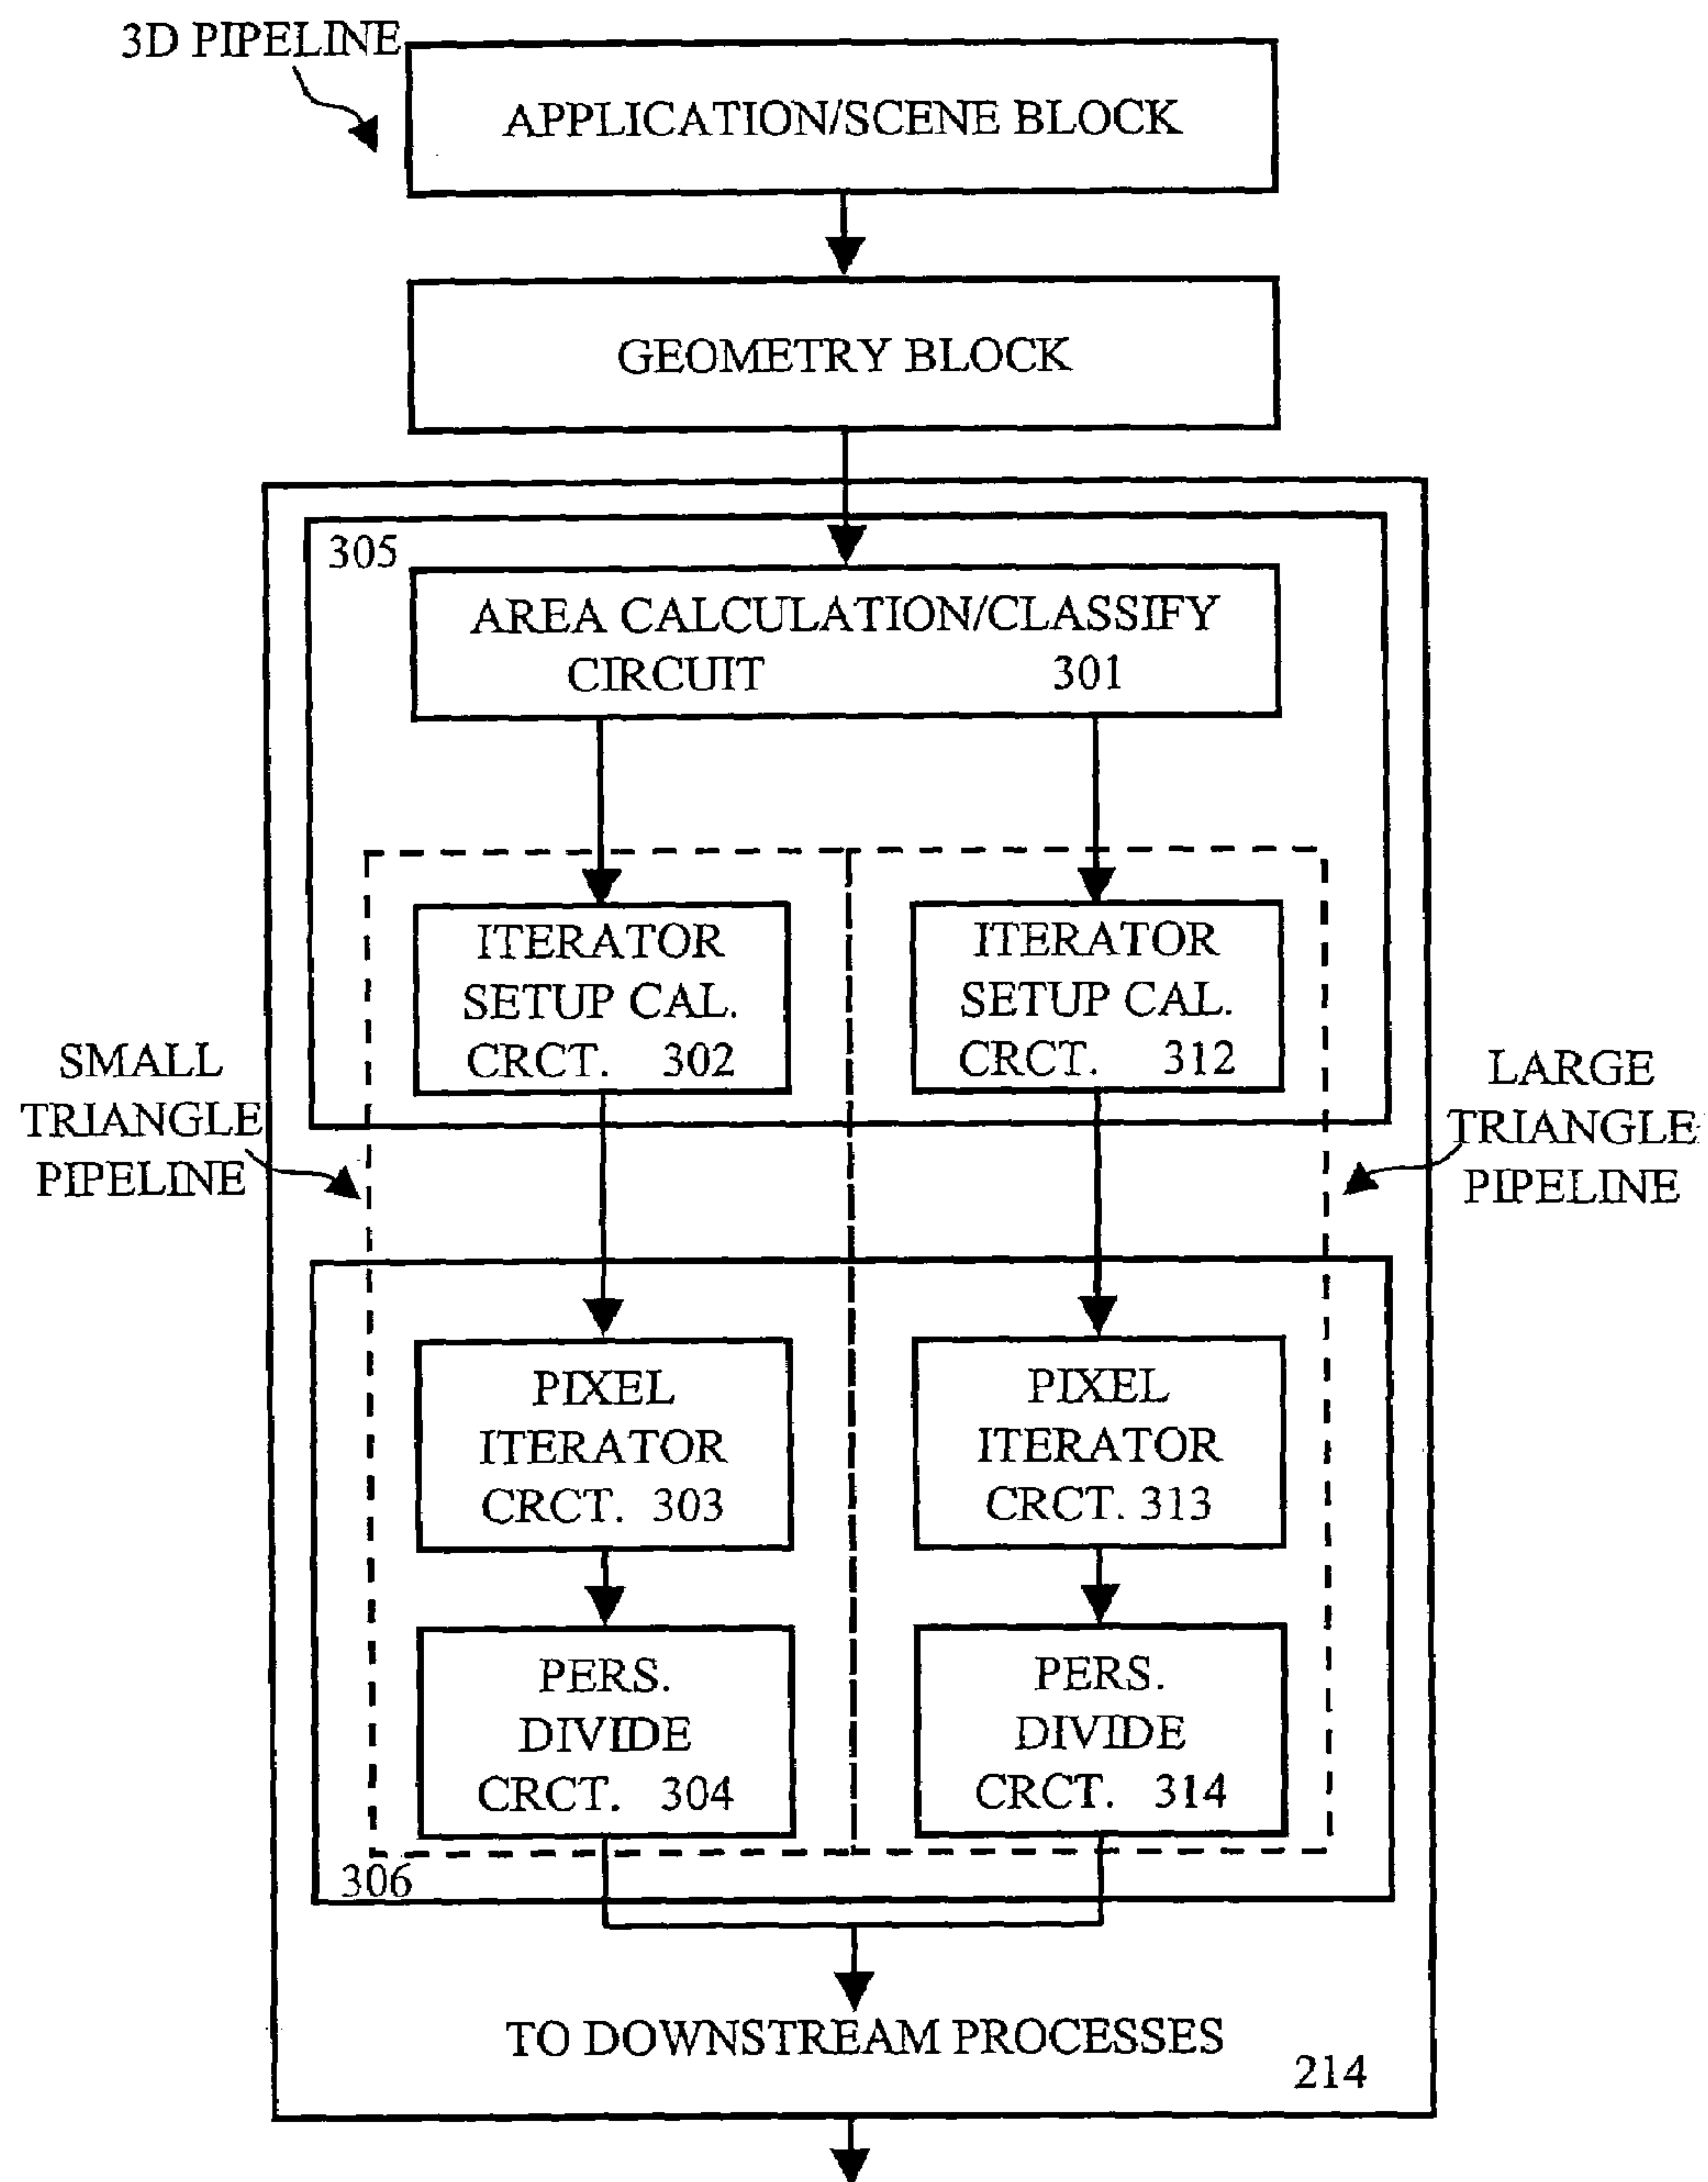 3D PIPELINE
APPLICATION/SCENE BLOCK
GEOMETRY BLOCK
305
AREA CALCULATION/CLASSIFY
CIRCUIT 301
ITERATOR
SETUP CAL.
CRCT. 302
ITERATOR
SETUP CAL.
CRCT. 312
SMALL
TRIANGLE
PIPELINE
LARGE
TRIANGLE
PIPELINE
PIXEL
ITERATOR
CRCT. 303
PIXEL
ITERATOR
CRCT. 313
PERS.
DIVIDE
CRCT. 304
PERS.
DIVIDE
CRCT. 314
306
TO DOWNSTREAM PROCESSES
214